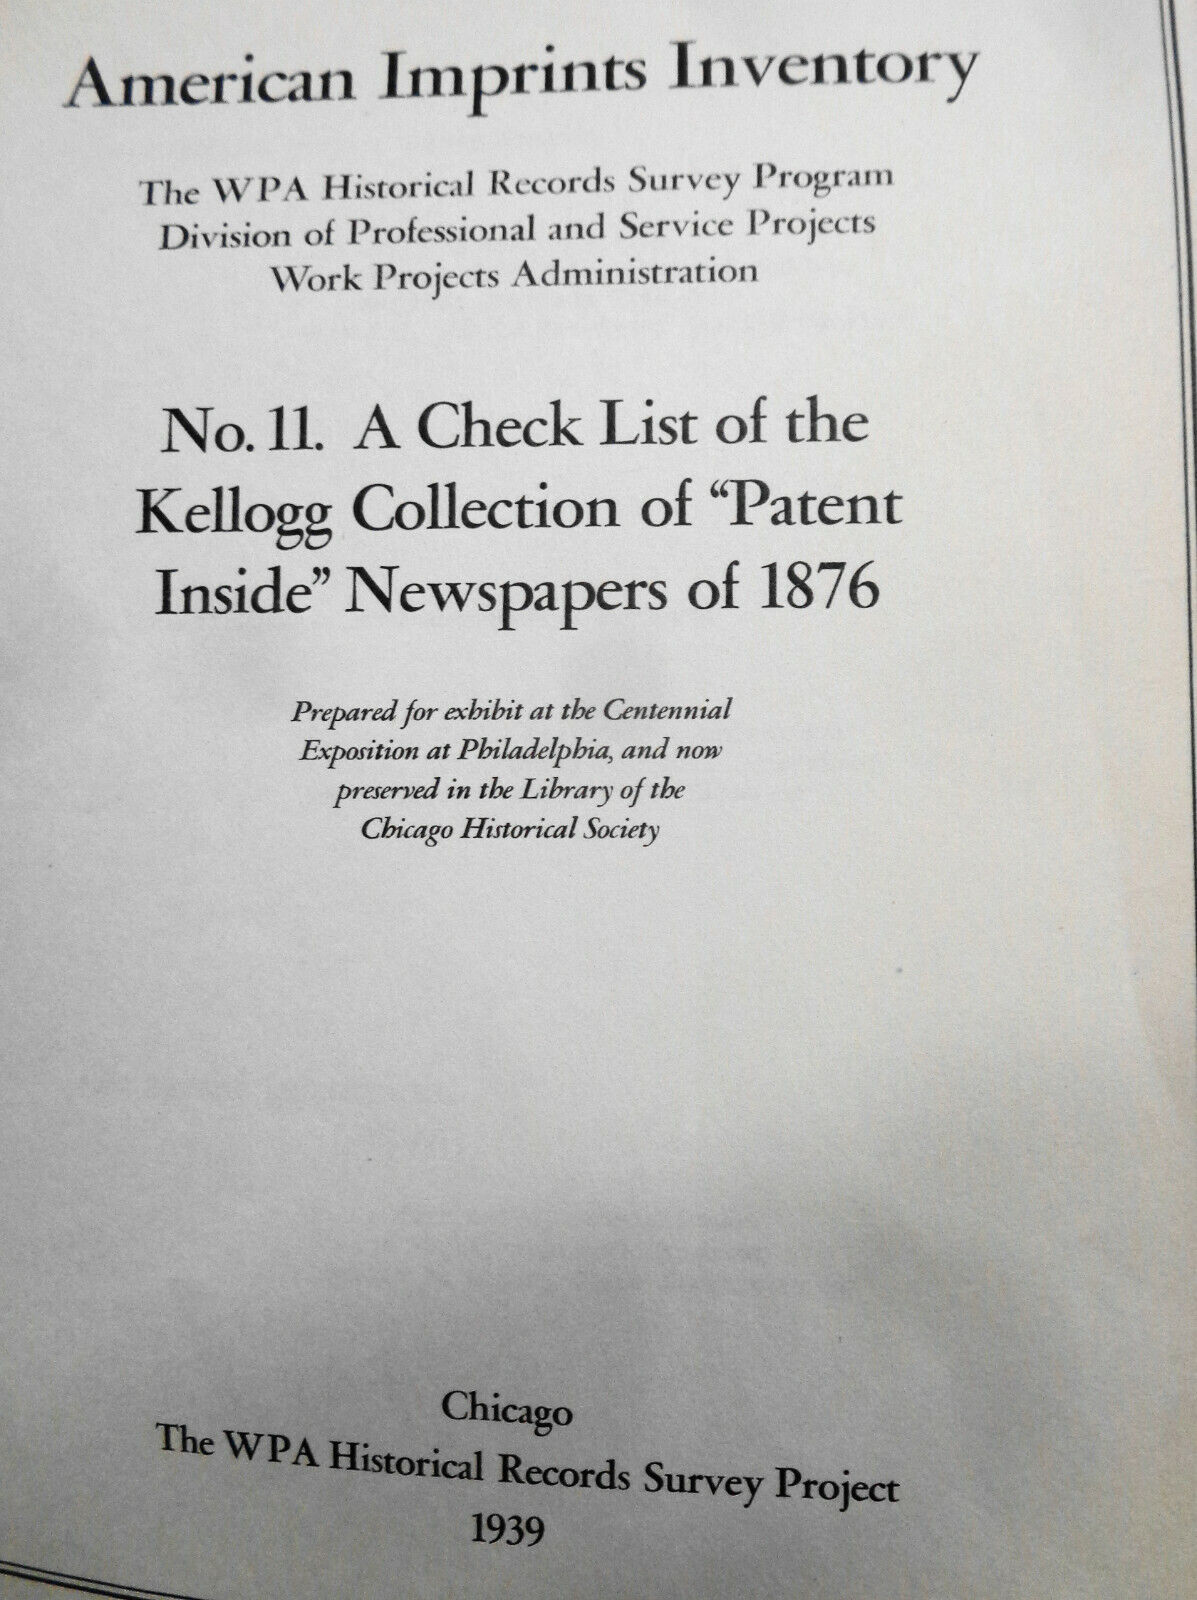 American Imprints Inventory
The WPA Historical Records Survey Program
Division of Professional and Service Projects
Work Projects Administration
No. 11. A Check List of the
Kellogg Collection of “Patent
Inside” Newspapers of 1876
Prepared for exhibit at the Centennial
Exposition at Philadelphia, and now
preserved in the Library of the
Chicago Historical Society
Chicago
The WPA Historical Records Survey Project
1939